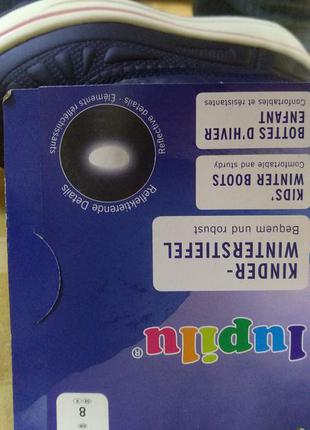 lupilu®
KINDER-
WINTERSTIEFEL
Bequem und robust
KIDS'
WINTER BOOTS
Comfortable and sturdy
BOTTES D'HIVER
ENFANT
Confortables et résistantes
Reflektierende Details
Reflective details · Éléments réfléchissants
8